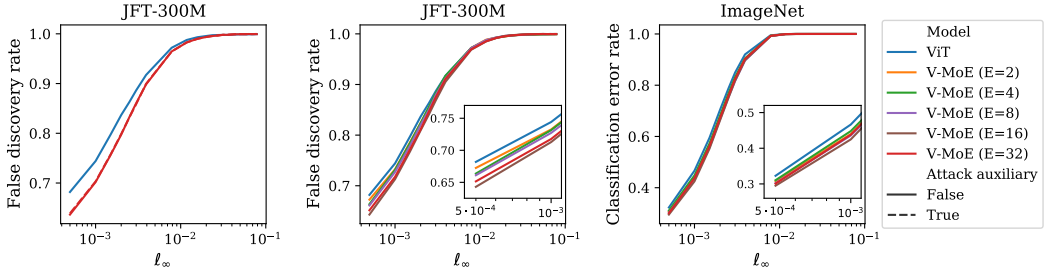 JFT-300M
False discovery rate
1.0
0.9
0.8
0.7
10⁻³
10⁻²
10⁻¹
ℓ∞
JFT-300M
False discovery rate
1.0
0.9
0.8
0.7
10⁻³
10⁻²
10⁻¹
ℓ∞
0.75
0.70
0.65
5·10⁻⁴
10⁻³
ImageNet
Classification error rate
1.0
0.8
0.6
0.4
10⁻³
10⁻²
10⁻¹
ℓ∞
0.5
0.4
0.3
5·10⁻⁴
10⁻³
Model
ViT
V-MoE (E=2)
V-MoE (E=4)
V-MoE (E=8)
V-MoE (E=16)
V-MoE (E=32)
Attack auxiliary
False
True